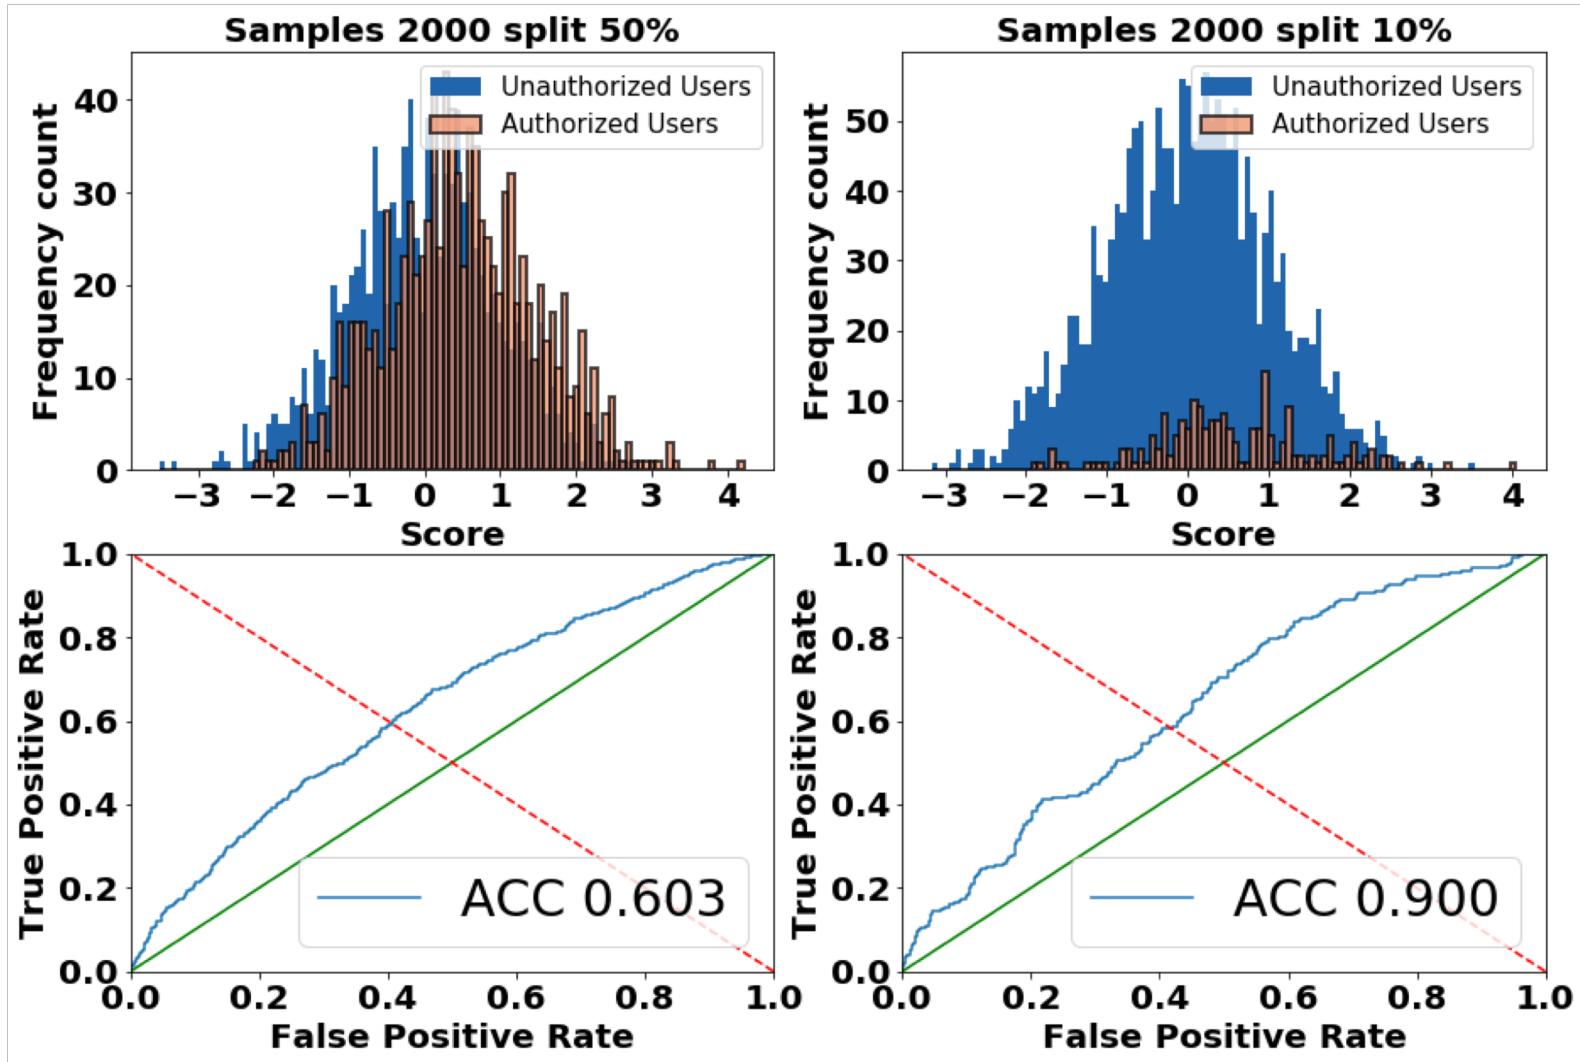 Samples 2000 split 50%
Frequency count
40
30
20
10
0
Unauthorized Users
Authorized Users
−3 −2 −1 0 1 2 3 4
Score
Samples 2000 split 10%
Frequency count
50
40
30
20
10
0
Unauthorized Users
Authorized Users
−3 −2 −1 0 1 2 3 4
Score
True Positive Rate
1.0
0.8
0.6
0.4
0.2
0.0
ACC 0.603
0.0 0.2 0.4 0.6 0.8 1.0
False Positive Rate
True Positive Rate
1.0
0.8
0.6
0.4
0.2
0.0
ACC 0.900
0.0 0.2 0.4 0.6 0.8 1.0
False Positive Rate